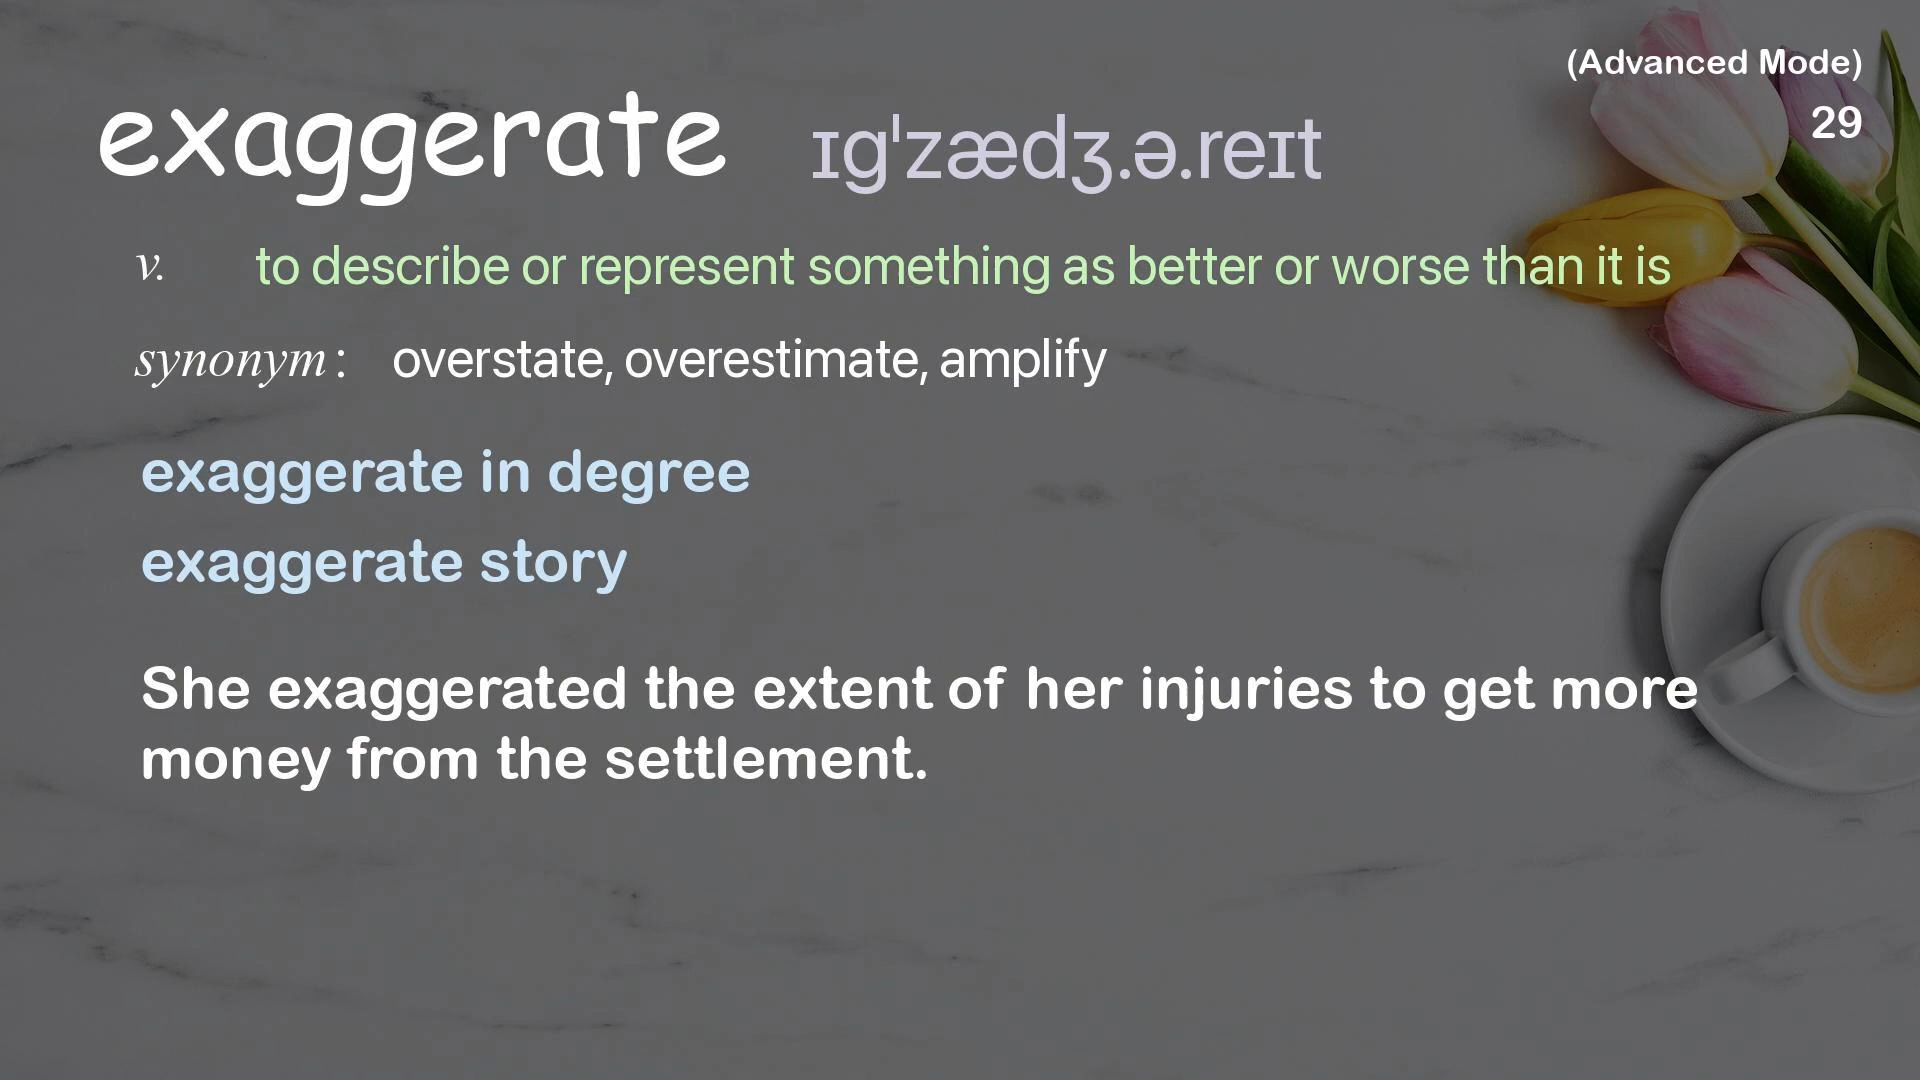 (Advanced Mode)
29
exaggerate ɪɡˈzædʒ.ə.reɪt
v. to describe or represent something as better or worse than it is
synonym: overstate, overestimate, amplify
exaggerate in degree
exaggerate story
She exaggerated the extent of her injuries to get more
money from the settlement.